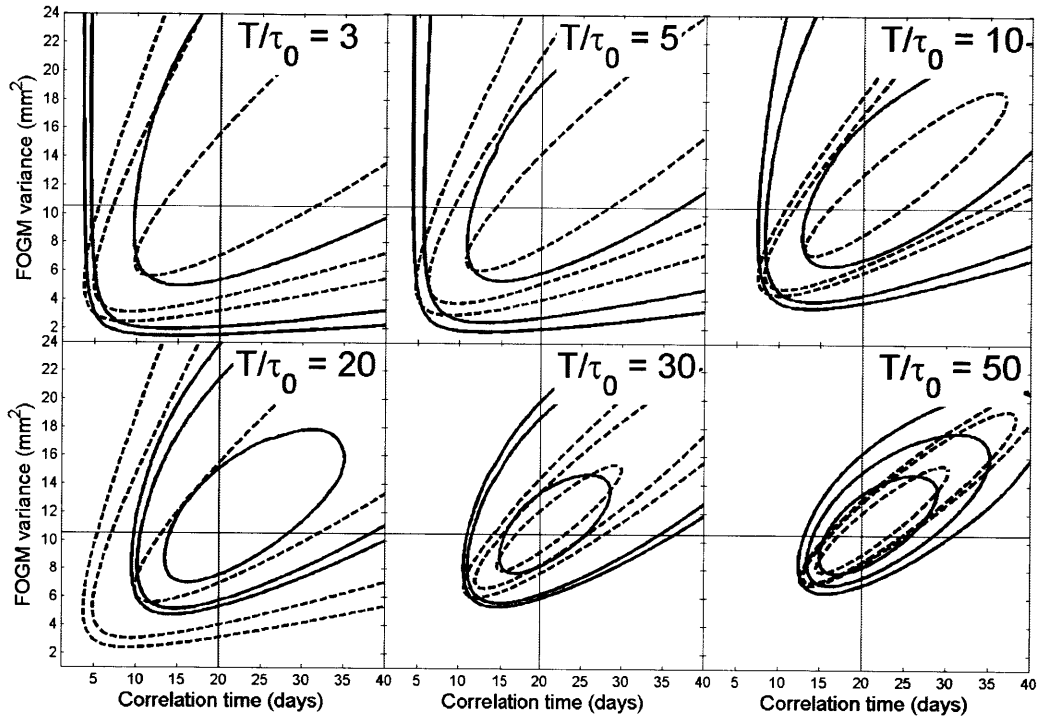 T/τ0 = 3
T/τ0 = 5
T/τ0 = 10
FOGM variance (mm2)
24
22
20
18
16
14
12
10
8
6
4
2
T/τ0 = 20
T/τ0 = 30
T/τ0 = 50
FOGM variance (mm2)
24
22
20
18
16
14
12
10
8
6
4
2
5 10 15 20 25 30 35 40
5 10 15 20 25 30 35 40
5 10 15 20 25 30 35 40
Correlation time (days)
Correlation time (days)
Correlation time (days)